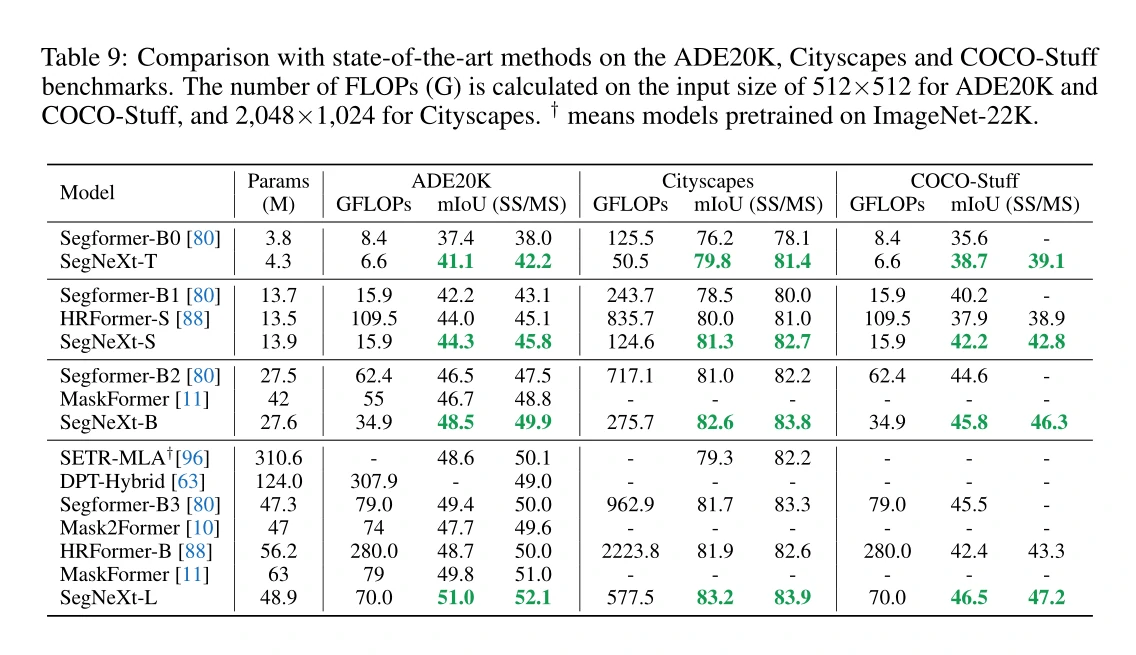 Table 9: Comparison with state-of-the-art methods on the ADE20K, Cityscapes and COCO-Stuff
benchmarks. The number of FLOPs (G) is calculated on the input size of 512×512 for ADE20K and
COCO-Stuff, and 2,048×1,024 for Cityscapes. † means models pretrained on ImageNet-22K.
Model Params (M) ADE20K Cityscapes COCO-Stuff
GFLOPs mIoU (SS/MS) GFLOPs mIoU (SS/MS) GFLOPs mIoU (SS/MS)
Segformer-B0 [80] 3.8 8.4 37.4 38.0 125.5 76.2 78.1 8.4 35.6 -
SegNeXt-T 4.3 6.6 41.1 42.2 50.5 79.8 81.4 6.6 38.7 39.1
Segformer-B1 [80] 13.7 15.9 42.2 43.1 243.7 78.5 80.0 15.9 40.2 -
HRFormer-S [88] 13.5 109.5 44.0 45.1 835.7 80.0 81.0 109.5 37.9 38.9
SegNeXt-S 13.9 15.9 44.3 45.8 124.6 81.3 82.7 15.9 42.2 42.8
Segformer-B2 [80] 27.5 62.4 46.5 47.5 717.1 81.0 82.2 62.4 44.6 -
MaskFormer [11] 42 55 46.7 48.8 - - - - - -
SegNeXt-B 27.6 34.9 48.5 49.9 275.7 82.6 83.8 34.9 45.8 46.3
SETR-MLA†[96] 310.6 - 48.6 50.1 - 79.3 82.2 - - -
DPT-Hybrid [63] 124.0 307.9 - 49.0 - - - - - -
Segformer-B3 [80] 47.3 79.0 49.4 50.0 962.9 81.7 83.3 79.0 45.5 -
Mask2Former [10] 47 74 47.7 49.6 - - - - - -
HRFormer-B [88] 56.2 280.0 48.7 50.0 2223.8 81.9 82.6 280.0 42.4 43.3
MaskFormer [11] 63 79 49.8 51.0 - - - - - -
SegNeXt-L 48.9 70.0 51.0 52.1 577.5 83.2 83.9 70.0 46.5 47.2